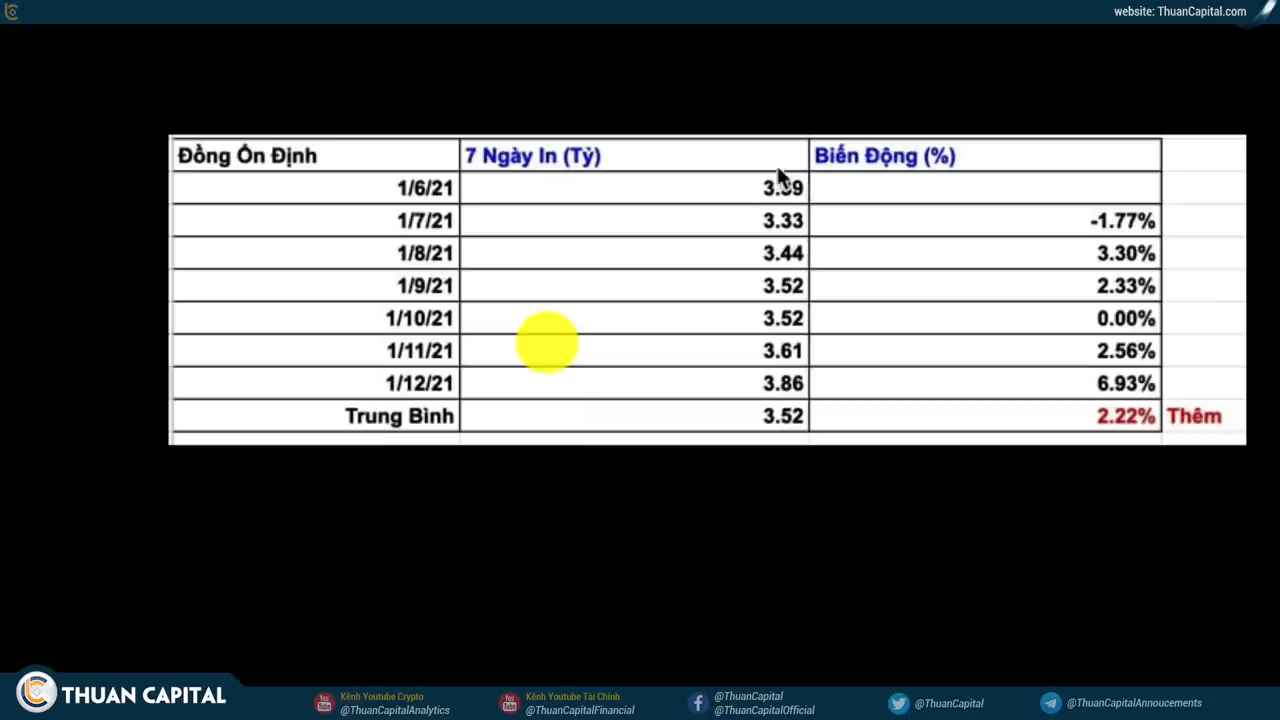 website: ThuanCapital.com
Đồng Ổn Định 7 Ngày In (Tỷ) Biến Động (%)
1/6/21
1/7/21 3.33 -1.77%
1/8/21 3.44 3.30%
1/9/21 3.52 2.33%
1/10/21 3.52 0.00%
1/11/21 3.61 2.56%
1/12/21 3.86 6.93%
Trung Bình 3.52 2.22% Thêm
THUAN CAPITAL
Kênh Youtube Crypto
@ThuanCapitalAnalytics
Kênh Youtube Tài Chính
@ThuanCapitalFinancial
@ThuanCapital
@ThuanCapitalOfficial
@ThuanCapital
@ThuanCapitalAnnoucements